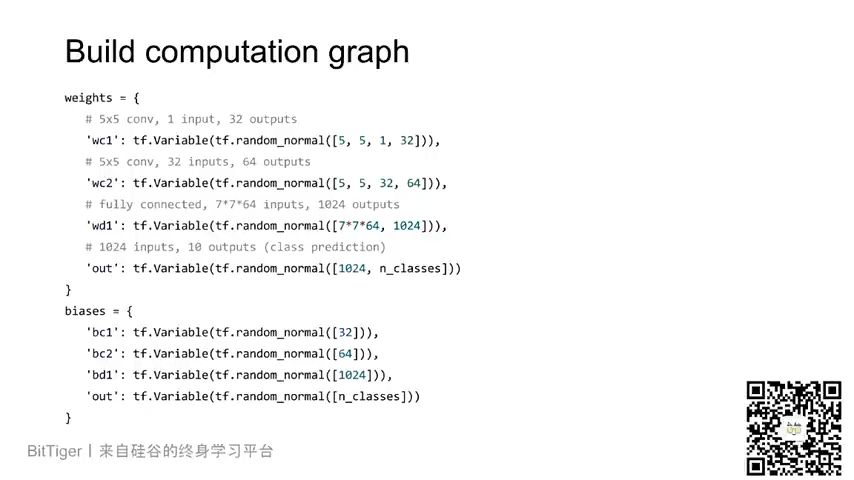 Build computation graph
weights = {
# 5x5 conv, 1 input, 32 outputs
'wc1': tf.Variable(tf.random_normal([5, 5, 1, 32])),
# 5x5 conv, 32 inputs, 64 outputs
'wc2': tf.Variable(tf.random_normal([5, 5, 32, 64])),
# fully connected, 7*7*64 inputs, 1024 outputs
'wd1': tf.Variable(tf.random_normal([7*7*64, 1024])),
# 1024 inputs, 10 outputs (class prediction)
'out': tf.Variable(tf.random_normal([1024, n_classes]))
}
biases = {
'bc1': tf.Variable(tf.random_normal([32])),
'bc2': tf.Variable(tf.random_normal([64])),
'bd1': tf.Variable(tf.random_normal([1024])),
'out': tf.Variable(tf.random_normal([n_classes]))
}
BitTiger丨来自硅谷的终身学习平台